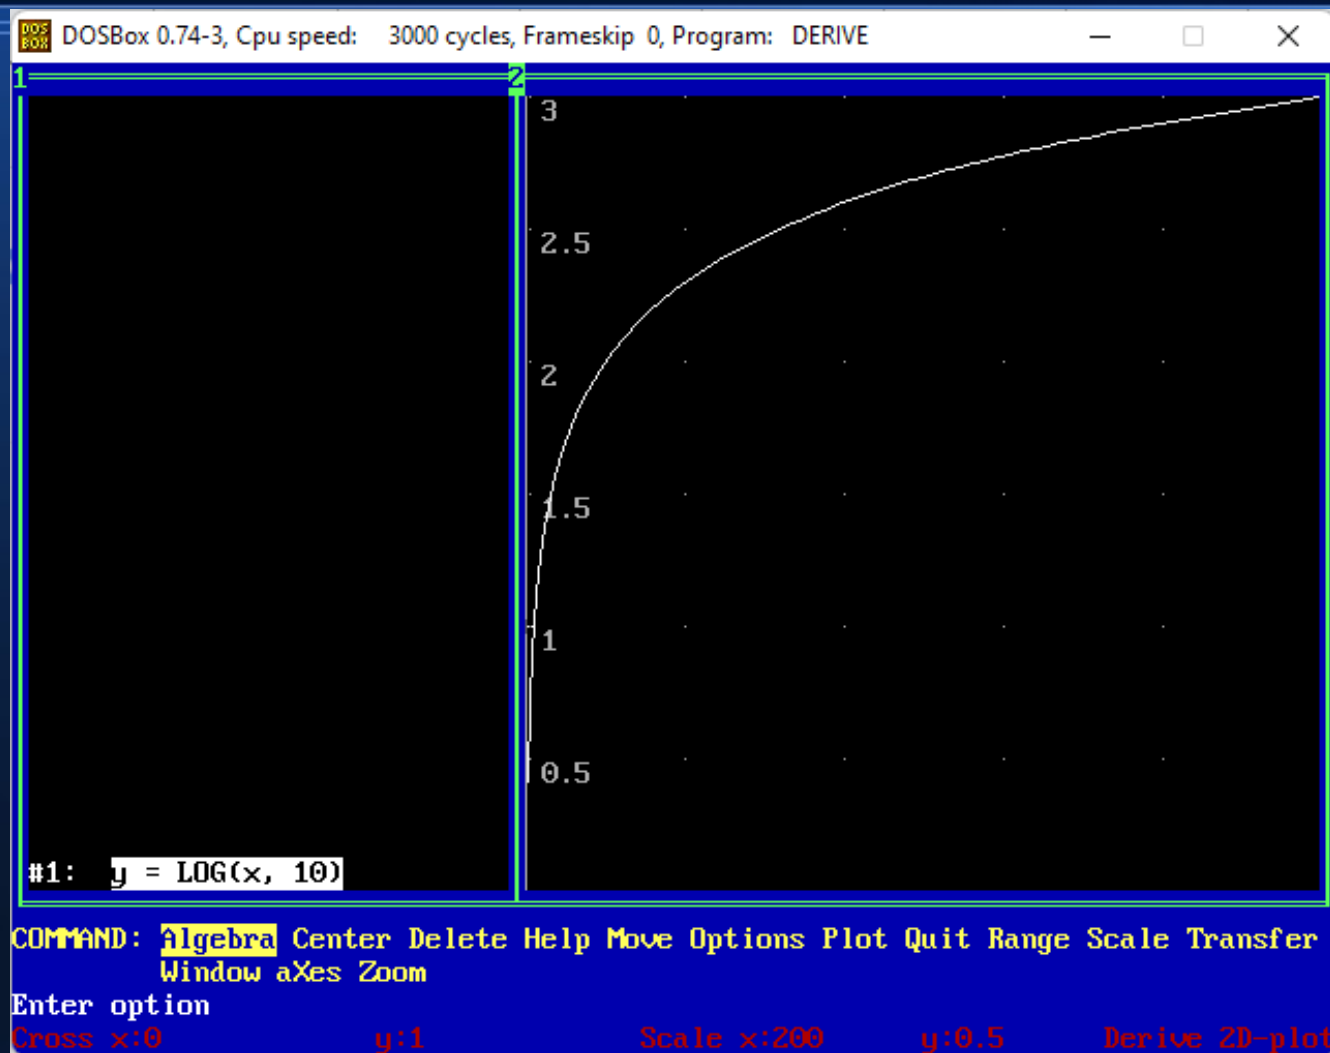 DOS BOX DOSBox 0.74-3, Cpu speed: 3000 cycles, Frameskip 0, Program: DERIVE
1 2
3
2.5
2
1.5
1
0.5
#1: y = LOG(x, 10)
COMMAND: Algebra Center Delete Help Move Options Plot Quit Range Scale Transfer
Window aXes Zoom
Enter option
Cross x:0 y:1 Scale x:200 y:0.5 Derive 2D-plot